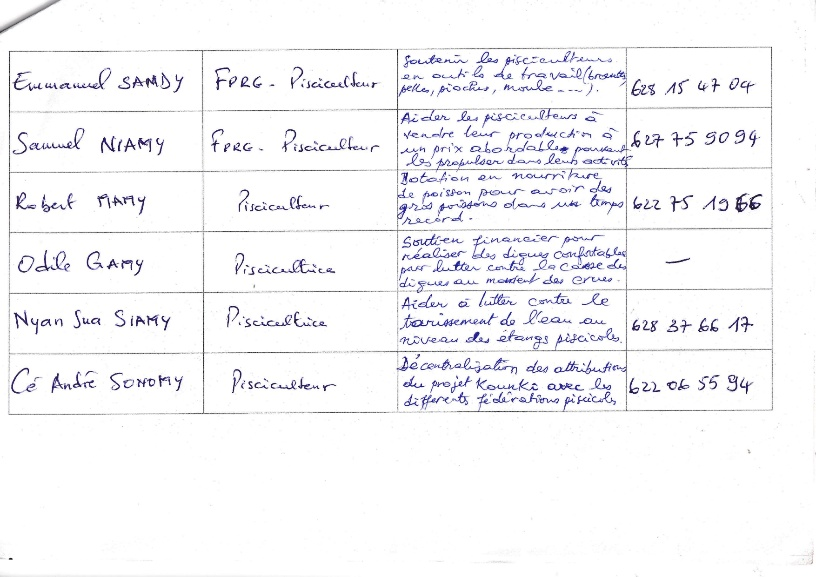 Emmanuel SANDY
FPRG - Pisciculteur
Soutenir les pisciculteurs
en outils de travail (brouettes,
pelles, pioches, moule ---).
628 15 47 04
Samuel NIAMY
FPRG - Pisciculteur
Aider les pisciculteurs à
vendre leur production à
un prix abordable pouvant
les propulser dans leurs activités
627 75 90 94
Robert MAMY
Pisciculteur
Dotation en nourriture
de poisson pour avoir des
gros poissons dans un temps
record.
622 75 19 66
Odile GAMY
Piscicultrice
Soutien financier pour
réaliser des digues confortables
pour lutter contre la casse des
digues au moment des crues.
—
Nyan Sua SIAMY
Piscicultrice
Aider à lutter contre le
tarissement de l'eau au
niveau des étangs piscicoles.
628 37 66 17
Cé André SONOMY
Pisciculteur
Décentralisation des attributions
du projet Kounki avec les
differents fédérations piscicoles
622 06 55 94